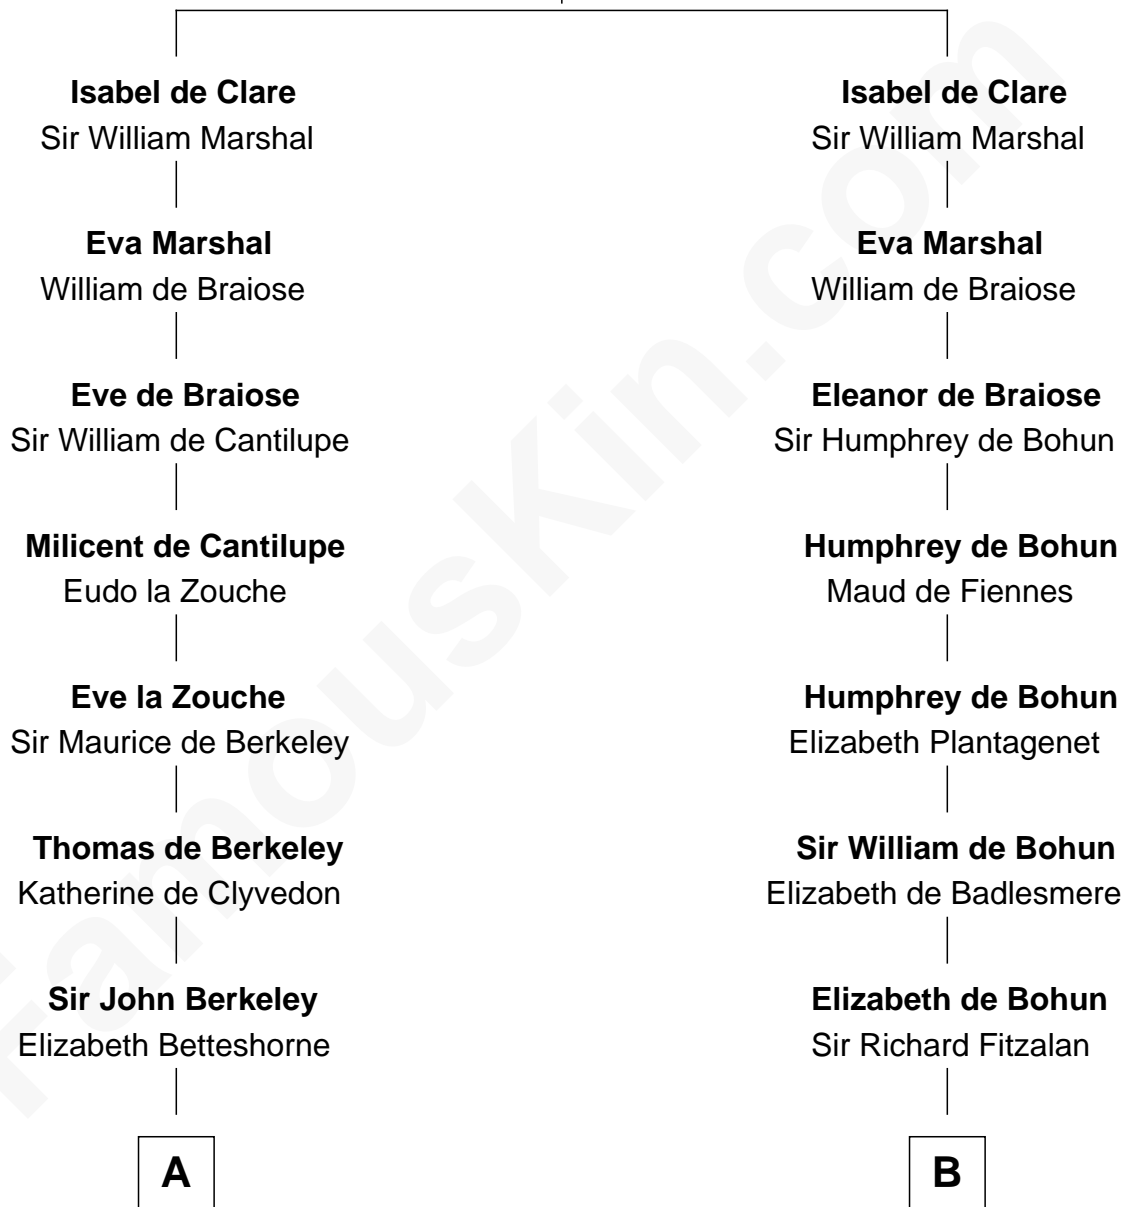 Isabel de Clare
Sir William Marshal
Eva Marshal
William de Braiose
Eve de Braiose
Sir William de Cantilupe
Milicent de Cantilupe
Eudo la Zouche
Eve la Zouche
Sir Maurice de Berkeley
Thomas de Berkeley
Katherine de Clyvedon
Sir John Berkeley
Elizabeth Betteshorne
A
Isabel de Clare
Sir William Marshal
Eva Marshal
William de Braiose
Eleanor de Braiose
Sir Humphrey de Bohun
Humphrey de Bohun
Maud de Fiennes
Humphrey de Bohun
Elizabeth Plantagenet
Sir William de Bohun
Elizabeth de Badlesmere
Elizabeth de Bohun
Sir Richard Fitzalan
B
FamousKin.com